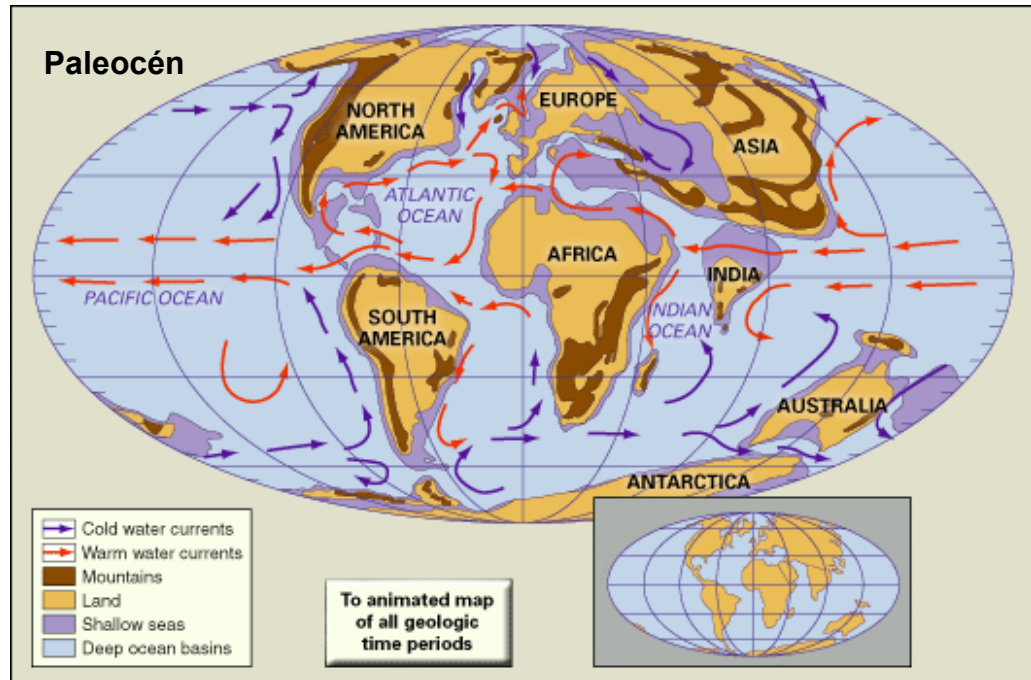 Paleocén
NORTH
AMERICA
EUROPE
ASIA
ATLANTIC
OCEAN
AFRICA
INDIA
PACIFIC OCEAN
SOUTH
AMERICA
INDIAN
OCEAN
AUSTRALIA
ANTARCTICA
Cold water currents
Warm water currents
Mountains
Land
Shallow seas
Deep ocean basins
To animated map
of all geologic
time periods